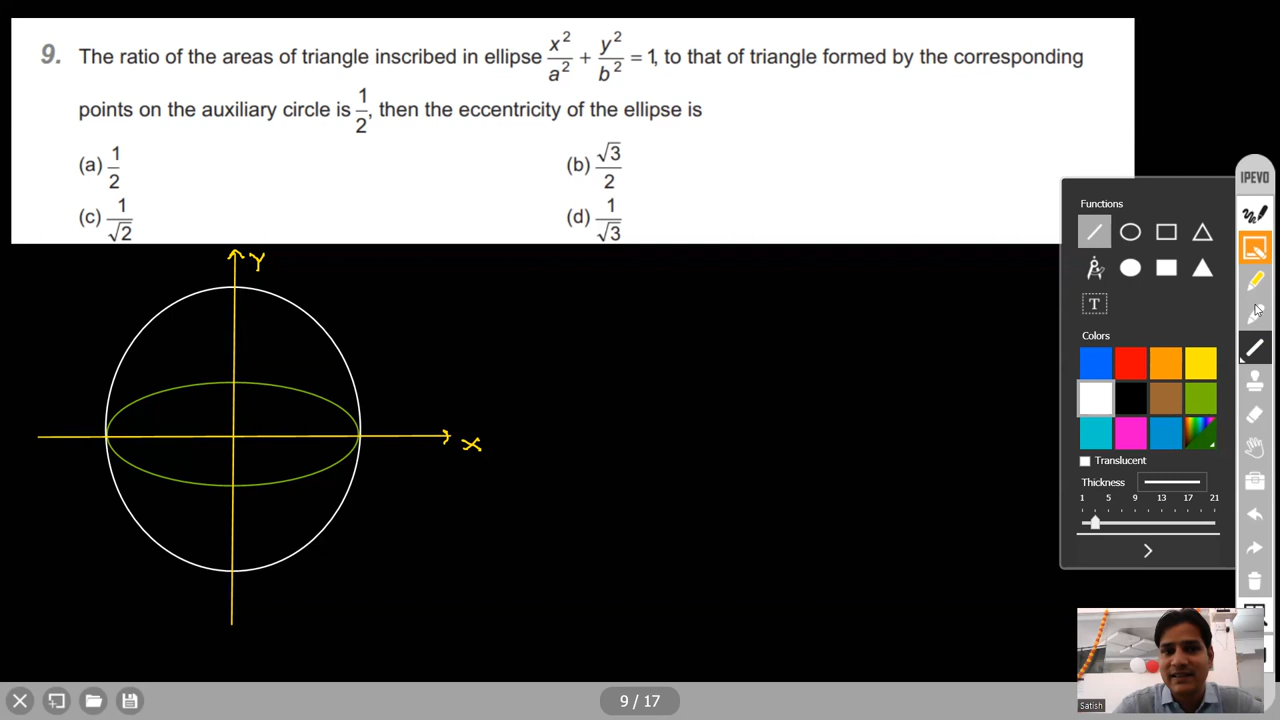 9. The ratio of the areas of triangle inscribed in ellipse x²/a² + y²/b² = 1, to that of triangle formed by the corresponding
points on the auxiliary circle is 1/2, then the eccentricity of the ellipse is
(a) 1/2 (b) √3/2
(c) 1/√2 (d) 1/√3
IPEVO
Functions
T
Colors
Translucent
Thickness
1 5 9 13 17 21
Y
X
Satish
9 / 17